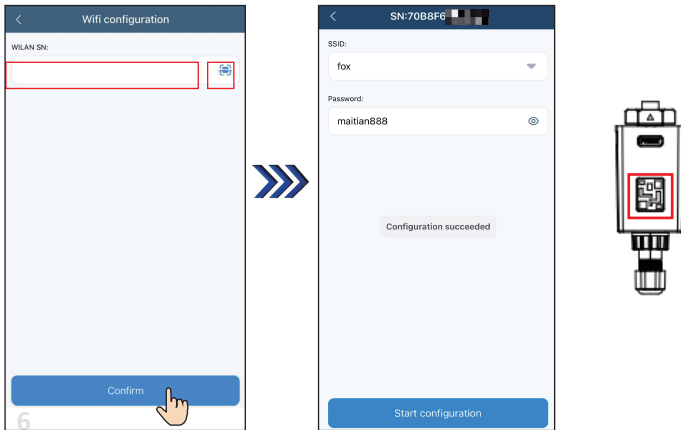 Wifi configuration
WILAN SN:
Confirm
6
SN:70B8F6
SSID:
fox
Password:
maitian888
Configuration succeeded
Start configuration